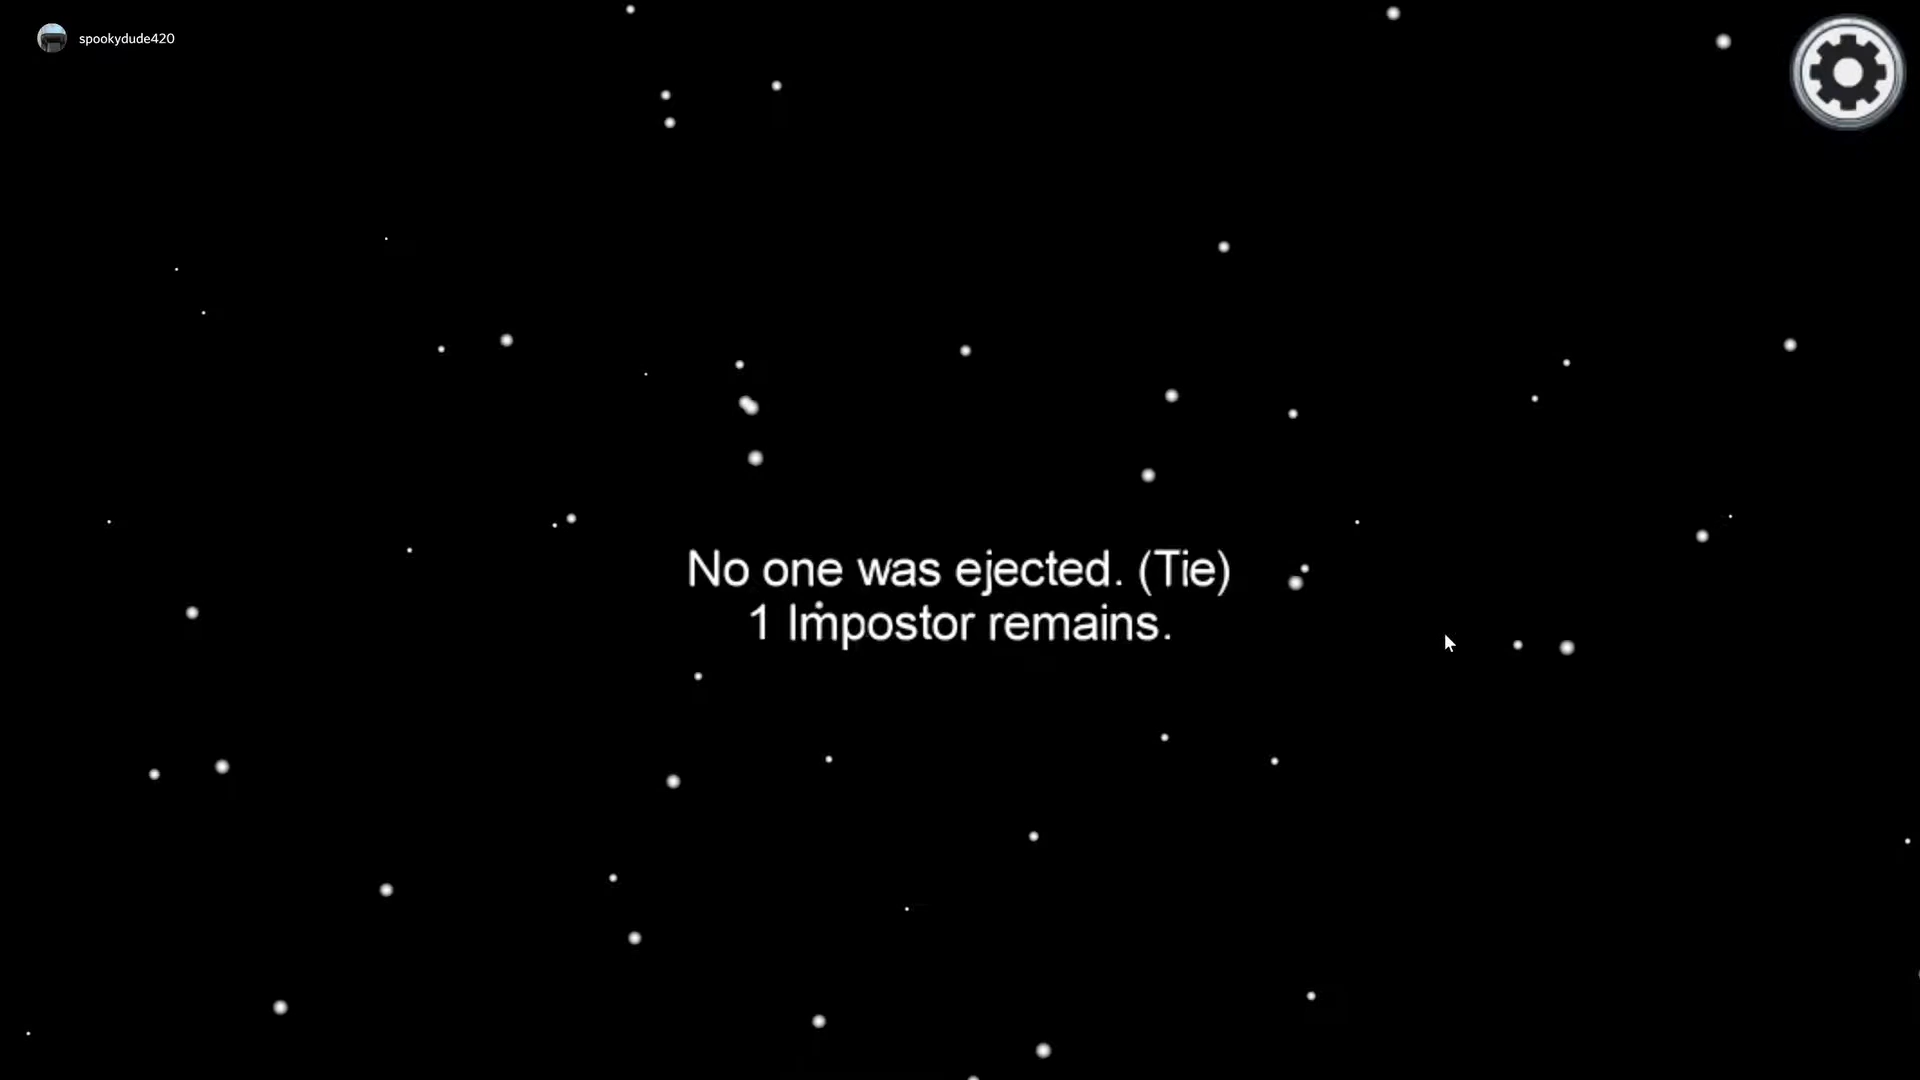 spookydude420
No one was ejected. (Tie)
1 Impostor remains.